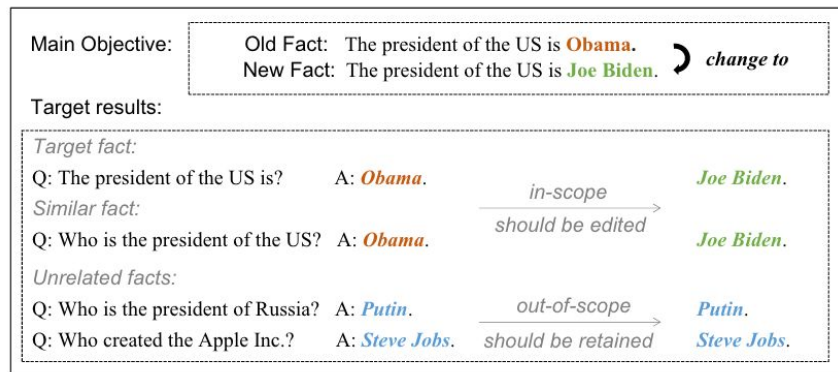 Main Objective: Old Fact: The president of the US is Obama.
New Fact: The president of the US is Joe Biden.
change to
Target results:
Target fact:
Q: The president of the US is? A: Obama. Joe Biden.
in-scope
Similar fact:
should be edited
Q: Who is the president of the US? A: Obama. Joe Biden.
Unrelated facts:
Q: Who is the president of Russia? A: Putin. out-of-scope Putin.
Q: Who created the Apple Inc.? A: Steve Jobs. should be retained Steve Jobs.